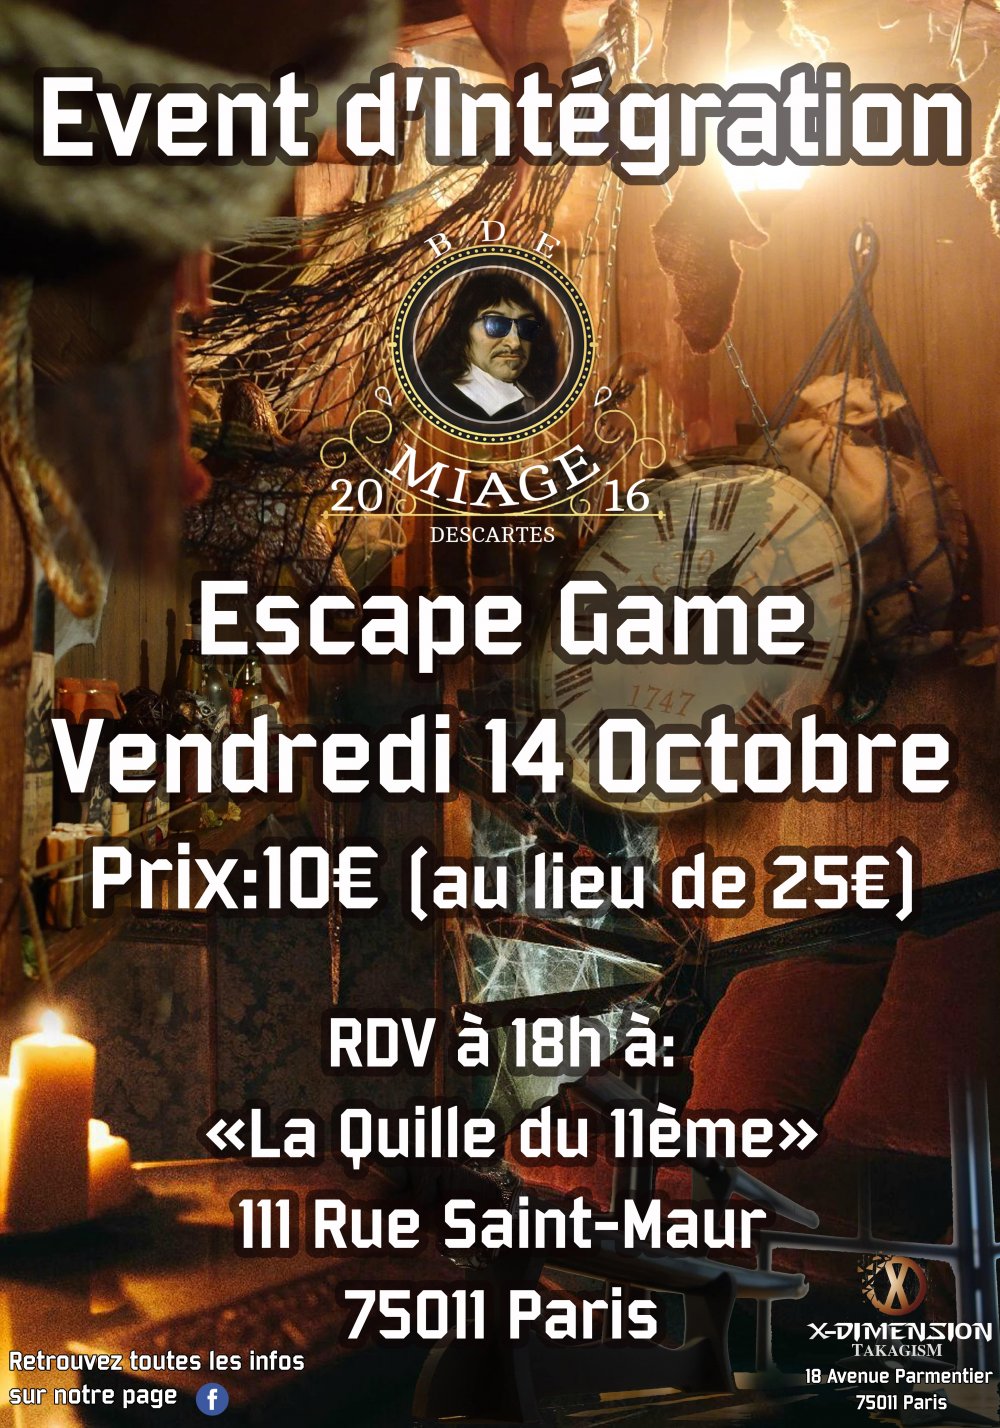 Event d'Intégration
BDE
MIAGE
20 16
DESCARTES
Escape Game
1747
Vendredi 14 Octobre
Prix:10€ (au lieu de 25€)
RDV à 18h à:
«La Quille du 11ème»
111 Rue Saint-Maur
75011 Paris
Retrouvez toutes les infos
sur notre page f
X-DIMENSION
TAKAGISM
18 Avenue Parmentier
75011 Paris